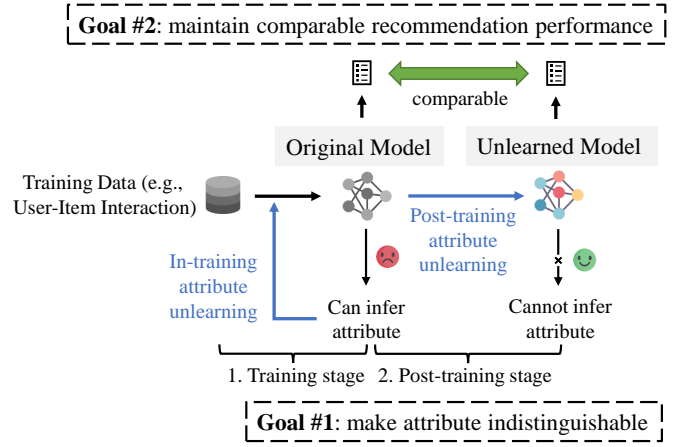 Goal #2: maintain comparable recommendation performance
comparable
Original Model
Unlearned Model
Training Data (e.g.,
User-Item Interaction)
Post-training
attribute
unlearning
In-training
attribute
unlearning
Can infer
attribute
Cannot infer
attribute
1. Training stage
2. Post-training stage
Goal #1: make attribute indistinguishable